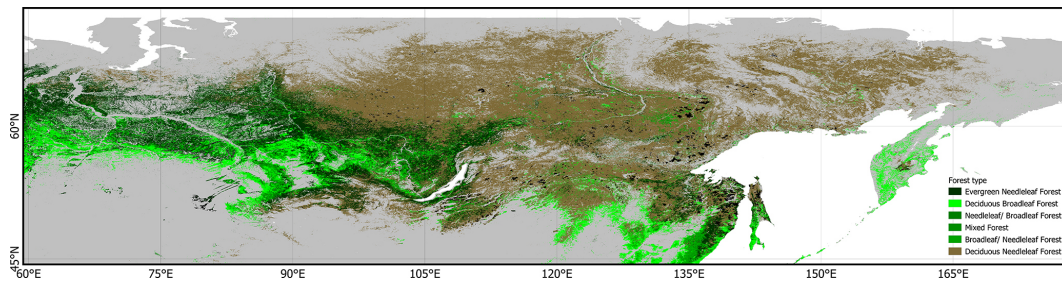 60°N
45°N
Forest type
Evergreen Needleleaf Forest
Deciduous Broadleaf Forest
Needleleaf/ Broadleaf Forest
Mixed Forest
Broadleaf/ Needleleaf Forest
Deciduous Needleleaf Forest
60°E 75°E 90°E 105°E 120°E 135°E 150°E 165°E